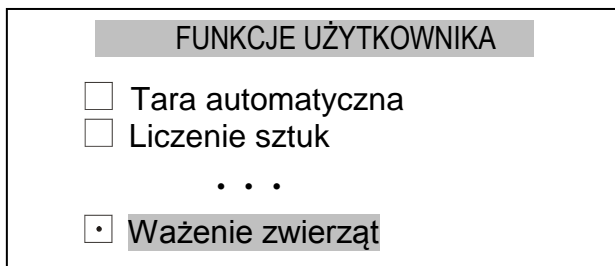 FUNKCJE UŻYTKOWNIKA
Tara automatyczna
Liczenie sztuk
. . .
Ważenie zwierząt